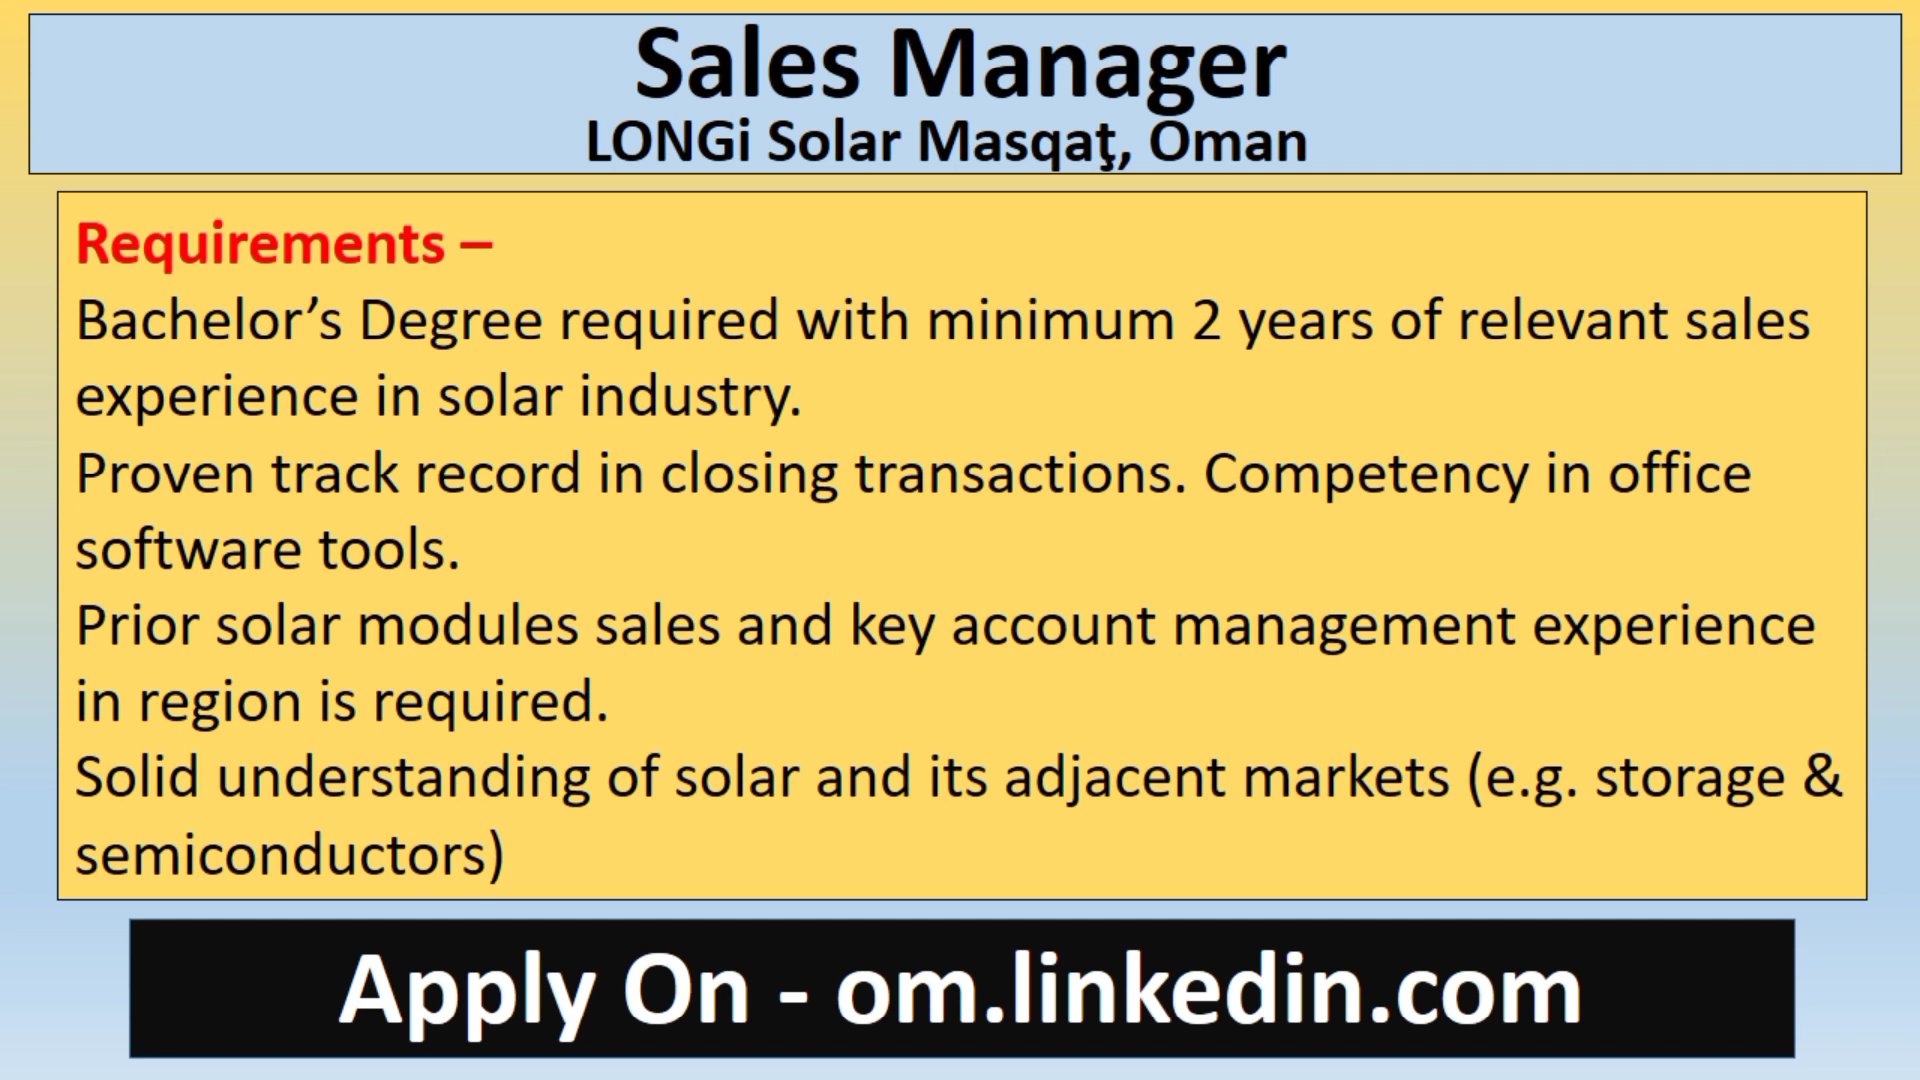 Sales Manager
LONGi Solar Masqaţ, Oman
Requirements –
Bachelor’s Degree required with minimum 2 years of relevant sales
experience in solar industry.
Proven track record in closing transactions. Competency in office
software tools.
Prior solar modules sales and key account management experience
in region is required.
Solid understanding of solar and its adjacent markets (e.g. storage &
semiconductors)
Apply On - om.linkedin.com